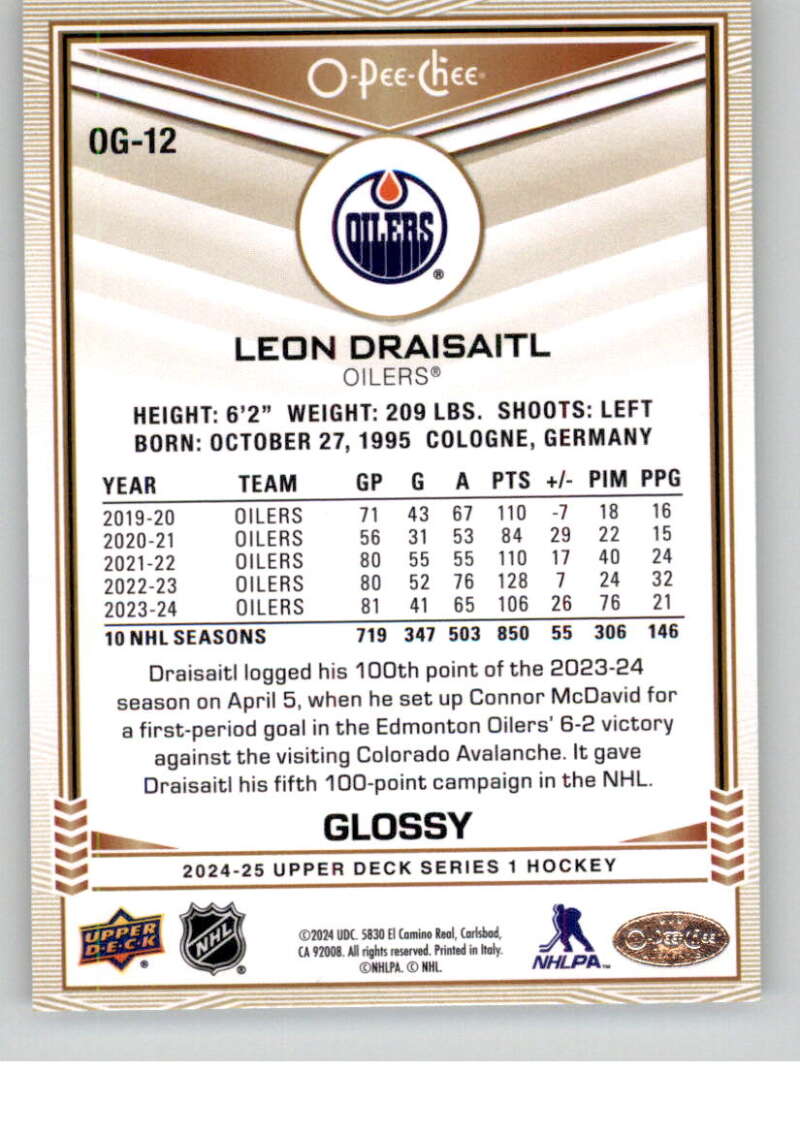 O-Pee-Chee®
OG-12
OILERS
®
LEON DRAISAITL
OILERS®
HEIGHT: 6'2" WEIGHT: 209 LBS. SHOOTS: LEFT
BORN: OCTOBER 27, 1995 COLOGNE, GERMANY
YEAR TEAM GP G A PTS +/- PIM PPG
2019-20 OILERS 71 43 67 110 -7 18 16
2020-21 OILERS 56 31 53 84 29 22 15
2021-22 OILERS 80 55 55 110 17 40 24
2022-23 OILERS 80 52 76 128 7 24 32
2023-24 OILERS 81 41 65 106 26 76 21
10 NHL SEASONS 719 347 503 850 55 306 146
Draisaitl logged his 100th point of the 2023-24
season on April 5, when he set up Connor McDavid for
a first-period goal in the Edmonton Oilers' 6-2 victory
against the visiting Colorado Avalanche. It gave
Draisaitl his fifth 100-point campaign in the NHL.
GLOSSY
2024-25 UPPER DECK SERIES 1 HOCKEY
UPPER
DECK®
NHL®
©2024 UDC. 5830 El Camino Real, Carlsbad,
CA 92008. All rights reserved. Printed in Italy.
©NHLPA. © NHL.
NHLPA™
O-Pee-Chee